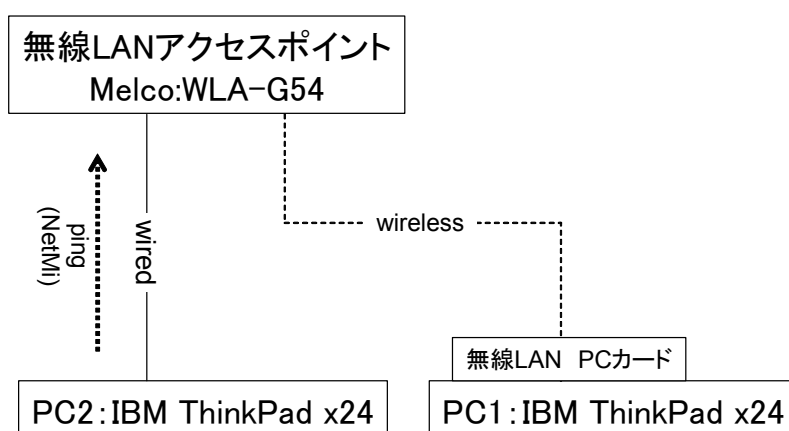 無線LANアクセスポイント
Melco:WLA-G54
ping
(NetMi)
wired
wireless
無線LAN PCカード
PC2:IBM ThinkPad x24
PC1:IBM ThinkPad x24